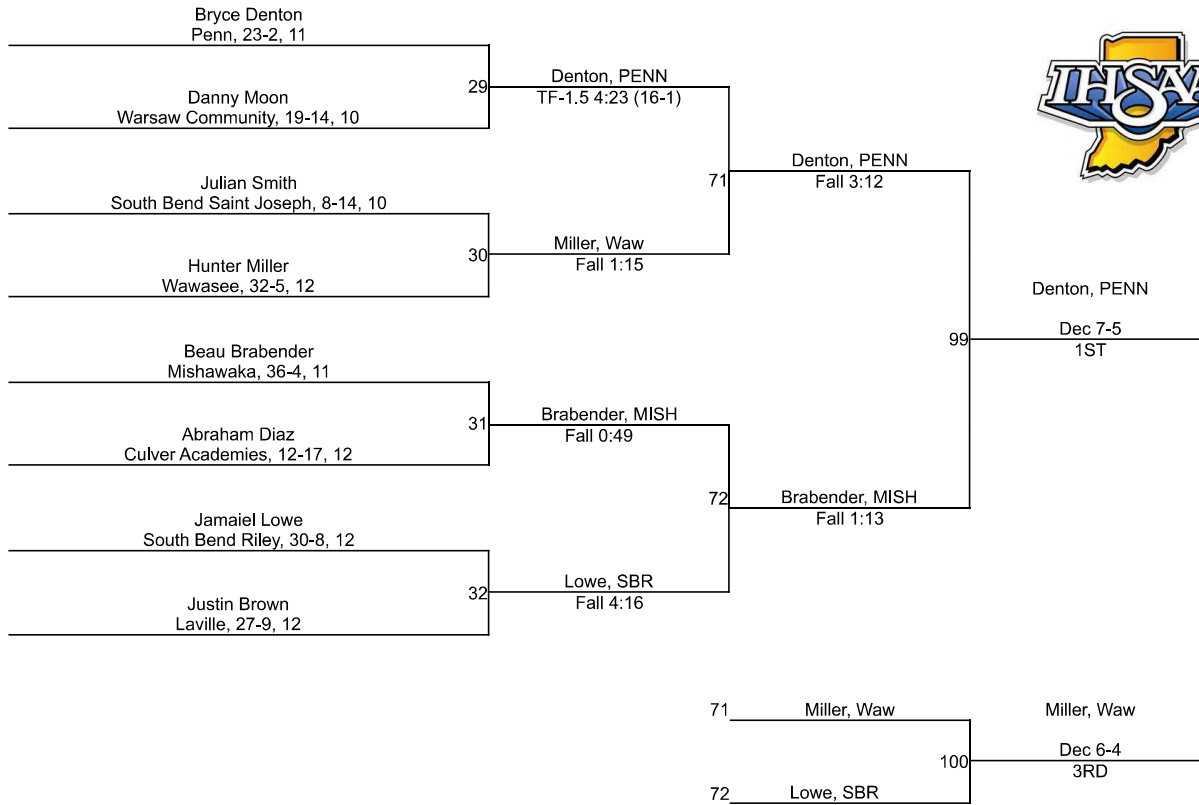 Bryce Denton
Penn, 23-2, 11
29
Danny Moon
Warsaw Community, 19-14, 10
Julian Smith
South Bend Saint Joseph, 8-14, 10
30
Hunter Miller
Wawasee, 32-5, 12
Beau Brabender
Mishawaka, 36-4, 11
31
Abraham Diaz
Culver Academies, 12-17, 12
Jamaiel Lowe
South Bend Riley, 30-8, 12
32
Justin Brown
Laville, 27-9, 12
Denton, PENN
TF-1.5 4:23 (16-1)
71
Miller, Waw
Fall 1:15
Brabender, MISH
Fall 0:49
72
Lowe, SBR
Fall 4:16
Denton, PENN
Fall 3:12
99
Brabender, MISH
Fall 1:13
IHSAA
Denton, PENN
Dec 7-5
1ST
71 Miller, Waw
100
72 Lowe, SBR
Miller, Waw
Dec 6-4
3RD